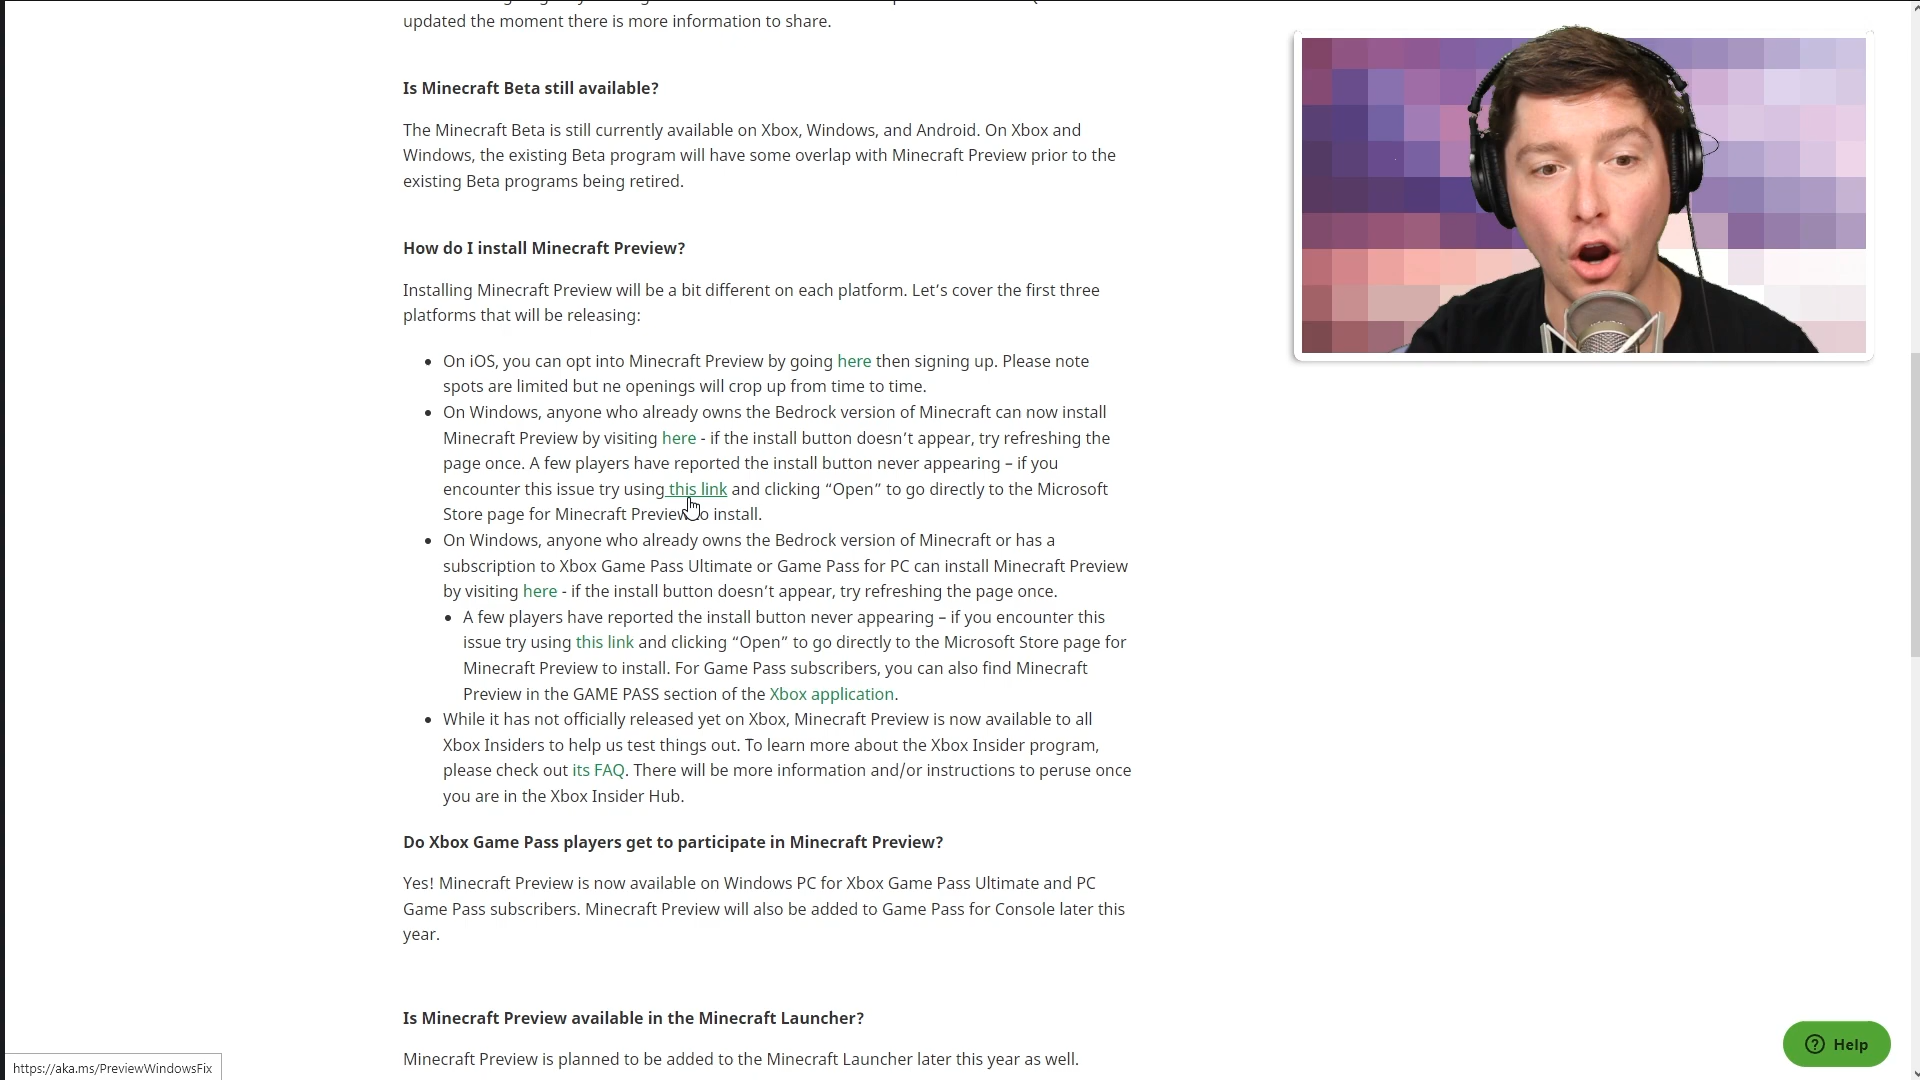 updated the moment there is more information to share.
Is Minecraft Beta still available?
The Minecraft Beta is still currently available on Xbox, Windows, and Android. On Xbox and
Windows, the existing Beta program will have some overlap with Minecraft Preview prior to the
existing Beta programs being retired.
How do I install Minecraft Preview?
Installing Minecraft Preview will be a bit different on each platform. Let’s cover the first three
platforms that will be releasing:
• On iOS, you can opt into Minecraft Preview by going here then signing up. Please note
spots are limited but ne openings will crop up from time to time.
• On Windows, anyone who already owns the Bedrock version of Minecraft can now install
Minecraft Preview by visiting here - if the install button doesn’t appear, try refreshing the
page once. A few players have reported the install button never appearing – if you
encounter this issue try using this link and clicking “Open” to go directly to the Microsoft
Store page for Minecraft Preview to install.
• On Windows, anyone who already owns the Bedrock version of Minecraft or has a
subscription to Xbox Game Pass Ultimate or Game Pass for PC can install Minecraft Preview
by visiting here - if the install button doesn’t appear, try refreshing the page once.
• A few players have reported the install button never appearing – if you encounter this
issue try using this link and clicking “Open” to go directly to the Microsoft Store page for
Minecraft Preview to install. For Game Pass subscribers, you can also find Minecraft
Preview in the GAME PASS section of the Xbox application.
• While it has not officially released yet on Xbox, Minecraft Preview is now available to all
Xbox Insiders to help us test things out. To learn more about the Xbox Insider program,
please check out its FAQ. There will be more information and/or instructions to peruse once
you are in the Xbox Insider Hub.
Do Xbox Game Pass players get to participate in Minecraft Preview?
Yes! Minecraft Preview is now available on Windows PC for Xbox Game Pass Ultimate and PC
Game Pass subscribers. Minecraft Preview will also be added to Game Pass for Console later this
year.
Is Minecraft Preview available in the Minecraft Launcher?
Minecraft Preview is planned to be added to the Minecraft Launcher later this year as well.
Help
https://aka.ms/PreviewWindowsFix